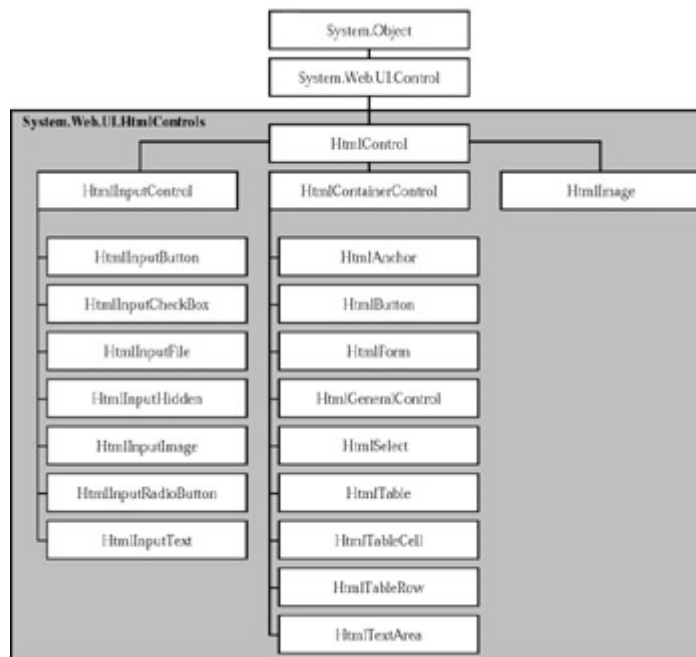 System.Object
System.Web.UI.Control
System.Web.UI.HtmlControls
HtmlControl
HtmlInputControl
HtmlContainerControl
HtmlImage
HtmlInputButton
HtmlInputCheckBox
HtmlInputFile
HtmlInputHidden
HtmlInputImage
HtmlInputRadioButton
HtmlInputText
HtmlAnchor
HtmlButton
HtmlForm
HtmlGeneralControl
HtmlSelect
HtmlTable
HtmlTableCell
HtmlTableRow
HtmlTextArea